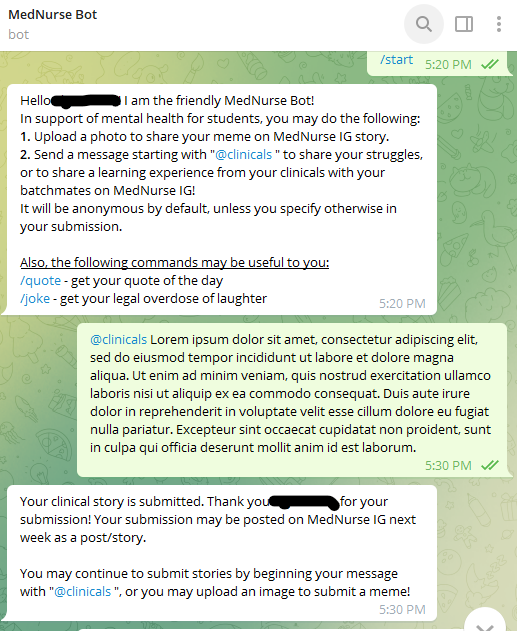 MedNurse Bot
bot
/start
5:20 PM
Hello I am the friendly MedNurse Bot!
In support of mental health for students, you may do the following:
1. Upload a photo to share your meme on MedNurse IG story.
2. Send a message starting with "@clinicals " to share your struggles,
or to share a learning experience from your clinicals with your
batchmates on MedNurse IG!
It will be anonymous by default, unless you specify otherwise in
your submission.
Also, the following commands may be useful to you:
/quote - get your quote of the day
/joke - get your legal overdose of laughter
5:20 PM
@clinicals Lorem ipsum dolor sit amet, consectetur adipiscing elit,
sed do eiusmod tempor incididunt ut labore et dolore magna
aliqua. Ut enim ad minim veniam, quis nostrud exercitation ullamco
laboris nisi ut aliquip ex ea commodo consequat. Duis aute irure
dolor in reprehenderit in voluptate velit esse cillum dolore eu fugiat
nulla pariatur. Excepteur sint occaecat cupidatat non proident, sunt
in culpa qui officia deserunt mollit anim id est laborum.
5:30 PM
Your clinical story is submitted. Thank you for your
submission! Your submission may be posted on MedNurse IG next
week as a post/story.
You may continue to submit stories by beginning your message
with "@clinicals ", or you may upload an image to submit a meme!
5:30 PM